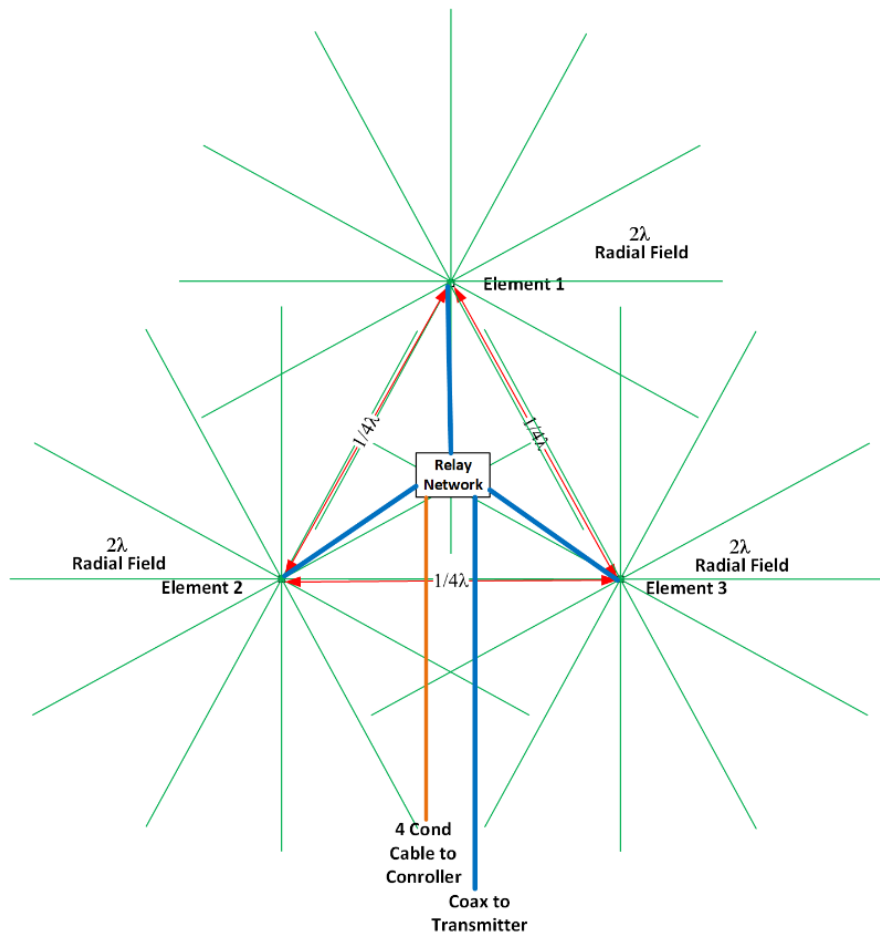 2λ
Radial Field
Element 1
1/4λ
1/4λ
Relay
Network
2λ
Radial Field
Element 2
1/4λ
2λ
Radial Field
Element 3
4 Cond
Cable to
Conroller
Coax to
Transmitter